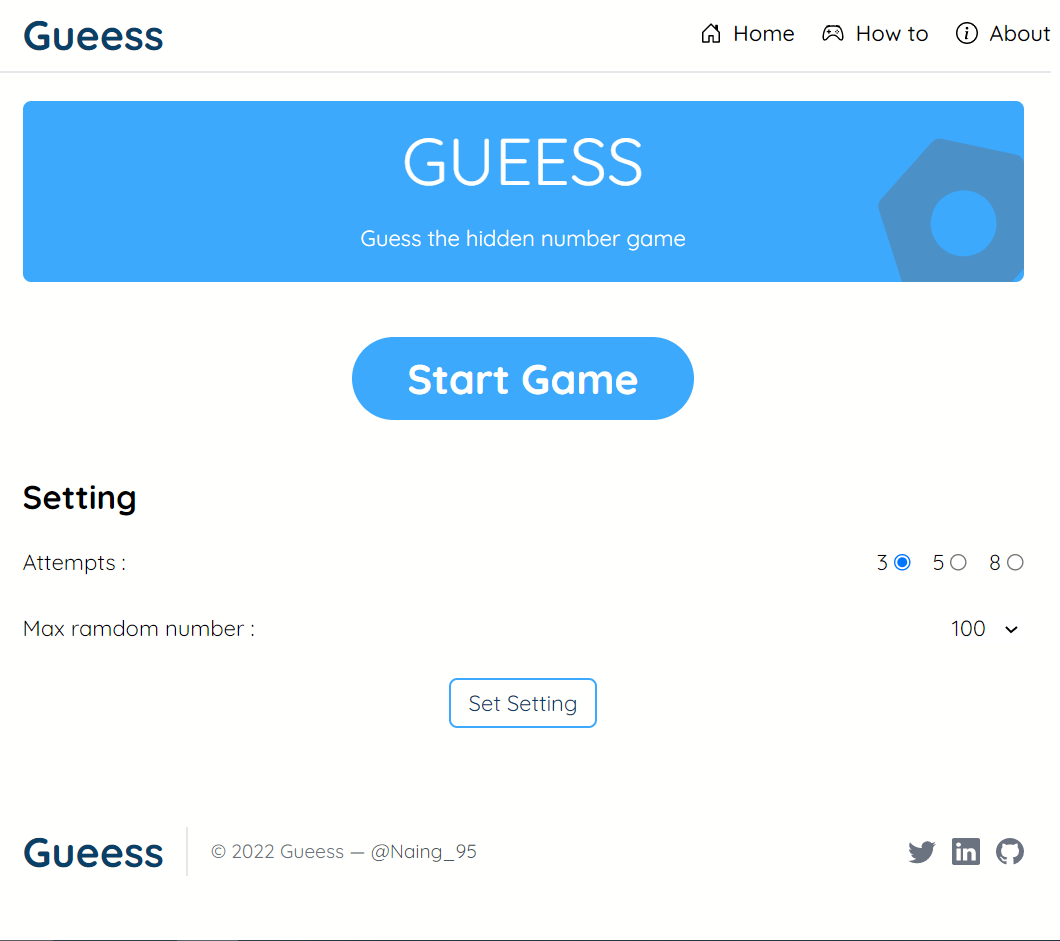 Gueess
Home How to About
GUEESS
Guess the hidden number game
Start Game
Setting
Attempts : 3 5 8
Max ramdom number : 100
Set Setting
Gueess
© 2022 Gueess — @Naing_95